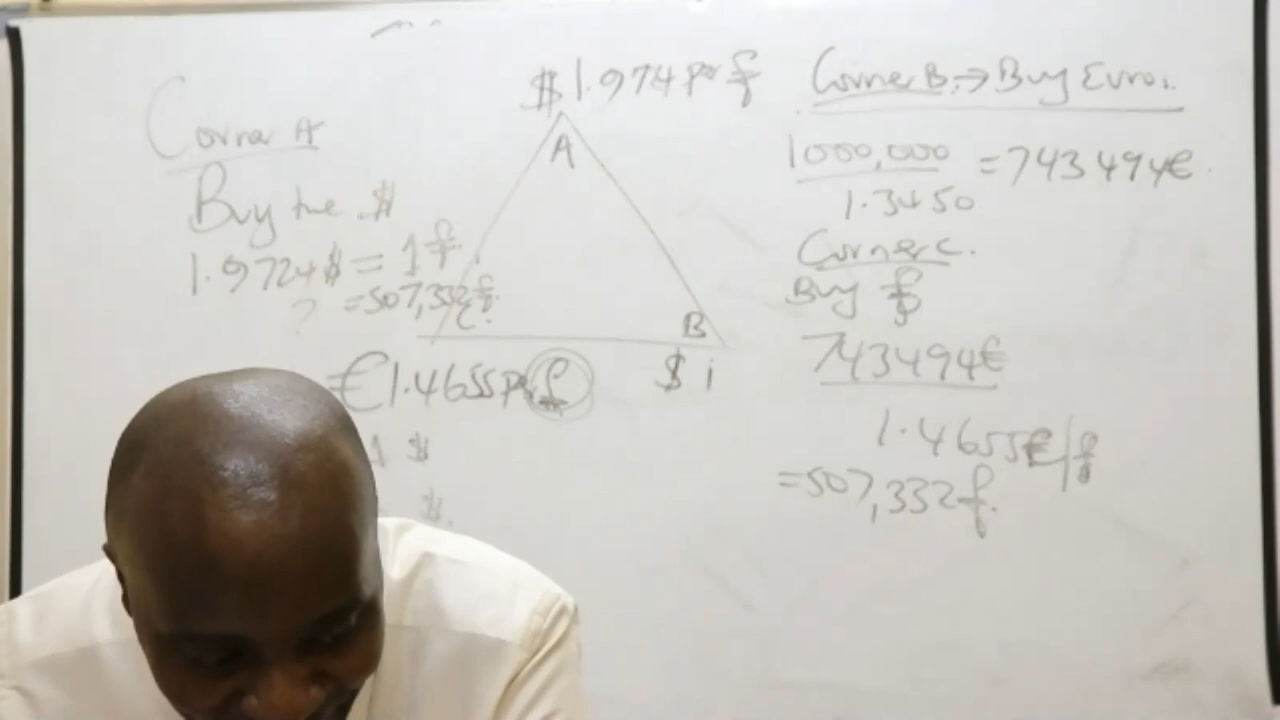 Corner A
Buy the $
1.9724$ = 1£
? = 507,332£.
$1.974 per £
A
C.
B
€1.4655 per £
$ i
A $
$.
Corner B → Buy Euro.
1000,000 = 743494€.
1.3450
Corner C.
Buy £
743494€
1.4655€/£
=507,332£.